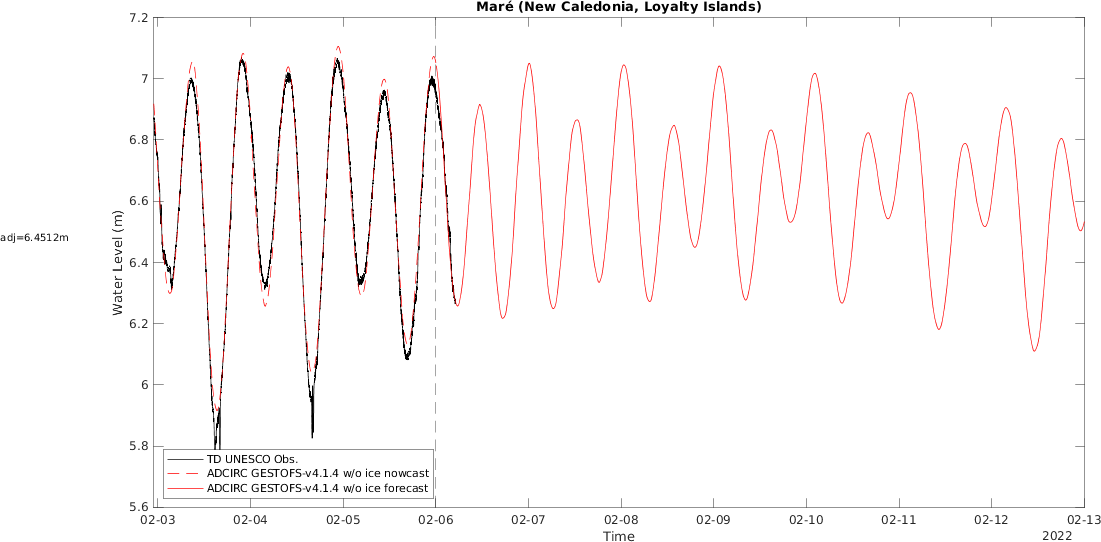 Maré (New Caledonia, Loyalty Islands)
7.2
7
6.8
6.6
6.4
6.2
6
5.8
5.6
Water Level (m)
adj=6.4512m
TD UNESCO Obs.
ADCIRC GESTOFS-v4.1.4 w/o ice nowcast
ADCIRC GESTOFS-v4.1.4 w/o ice forecast
02-03 02-04 02-05 02-06 02-07 02-08 02-09 02-10 02-11 02-12 02-13
Time
2022